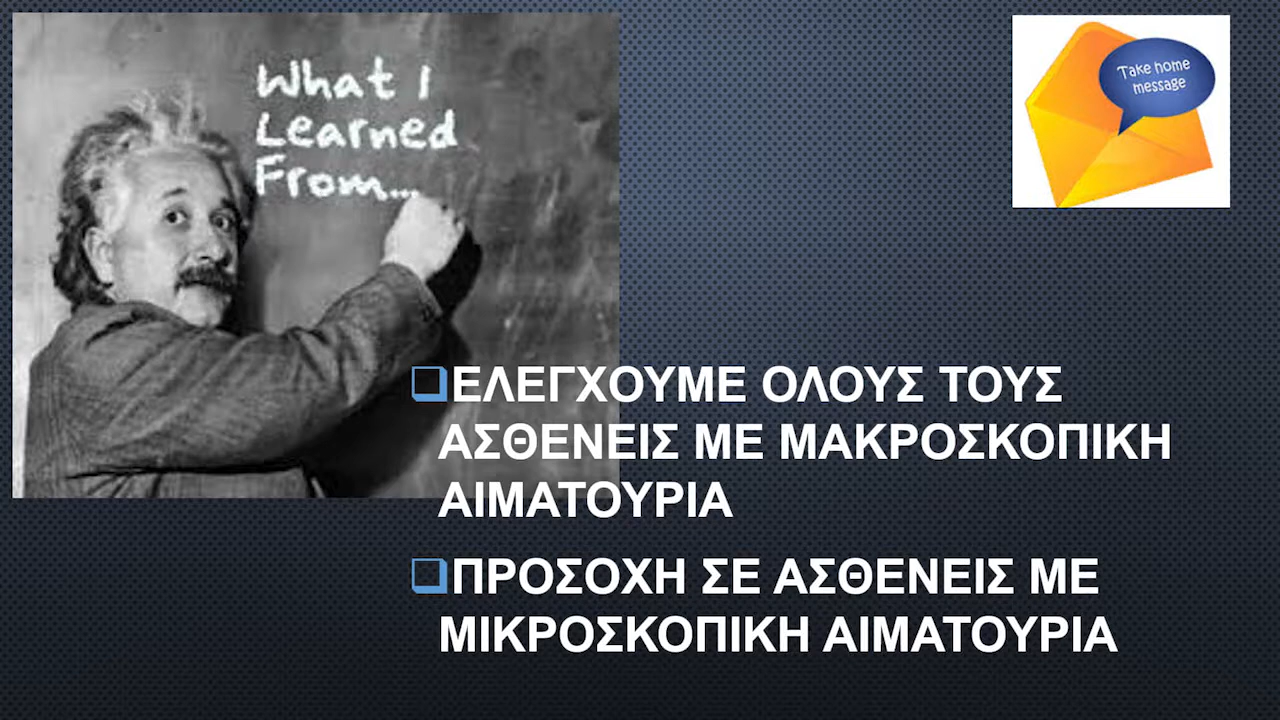 What I
Learned
From...
Take home
message
❑ΕΛΕΓΧΟΥΜΕ ΟΛΟΥΣ ΤΟΥΣ
ΑΣΘΕΝΕΙΣ ΜΕ ΜΑΚΡΟΣΚΟΠΙΚΗ
ΑΙΜΑΤΟΥΡΙΑ
❑ΠΡΟΣΟΧΗ ΣΕ ΑΣΘΕΝΕΙΣ ΜΕ
ΜΙΚΡΟΣΚΟΠΙΚΗ ΑΙΜΑΤΟΥΡΙΑ